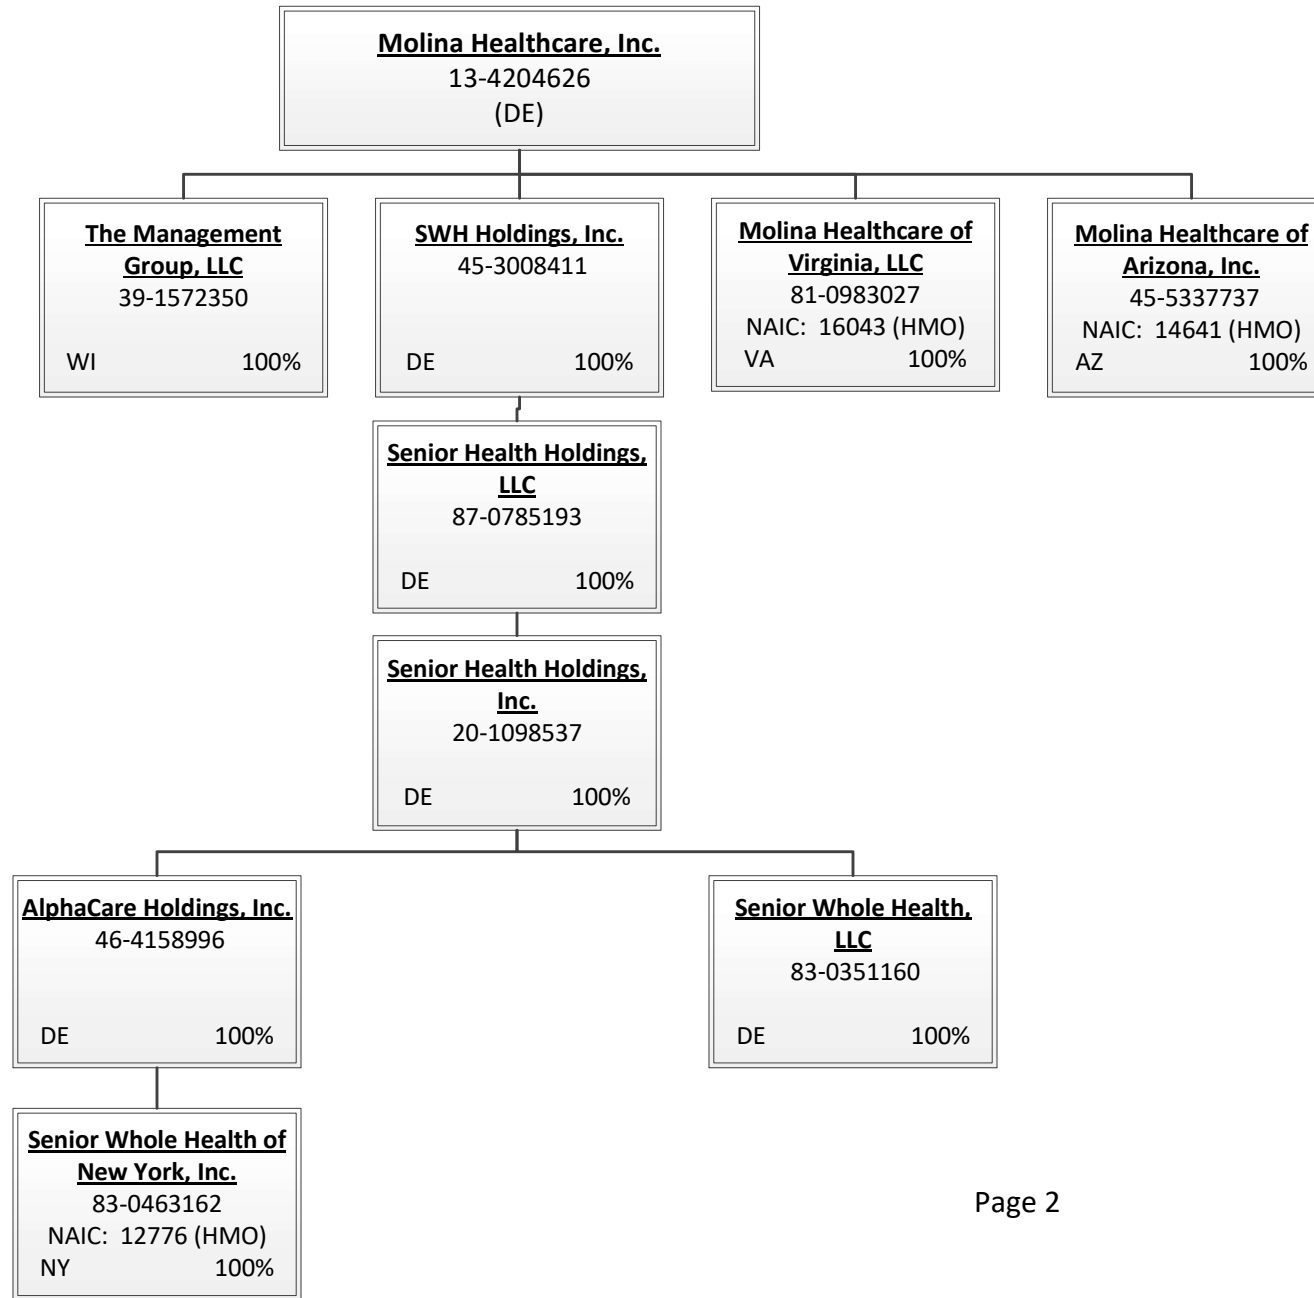 Molina Healthcare, Inc.
13-4204626
(DE)
The Management
Group, LLC
39-1572350
WI 100%
SWH Holdings, Inc.
45-3008411
DE 100%
Molina Healthcare of
Virginia, LLC
81-0983027
NAIC: 16043 (HMO)
VA 100%
Molina Healthcare of
Arizona, Inc.
45-5337737
NAIC: 14641 (HMO)
AZ 100%
Senior Health Holdings,
LLC
87-0785193
DE 100%
Senior Health Holdings,
Inc.
20-1098537
DE 100%
AlphaCare Holdings, Inc.
46-4158996
DE 100%
Senior Whole Health,
LLC
83-0351160
DE 100%
Senior Whole Health of
New York, Inc.
83-0463162
NAIC: 12776 (HMO)
NY 100%
Page 2